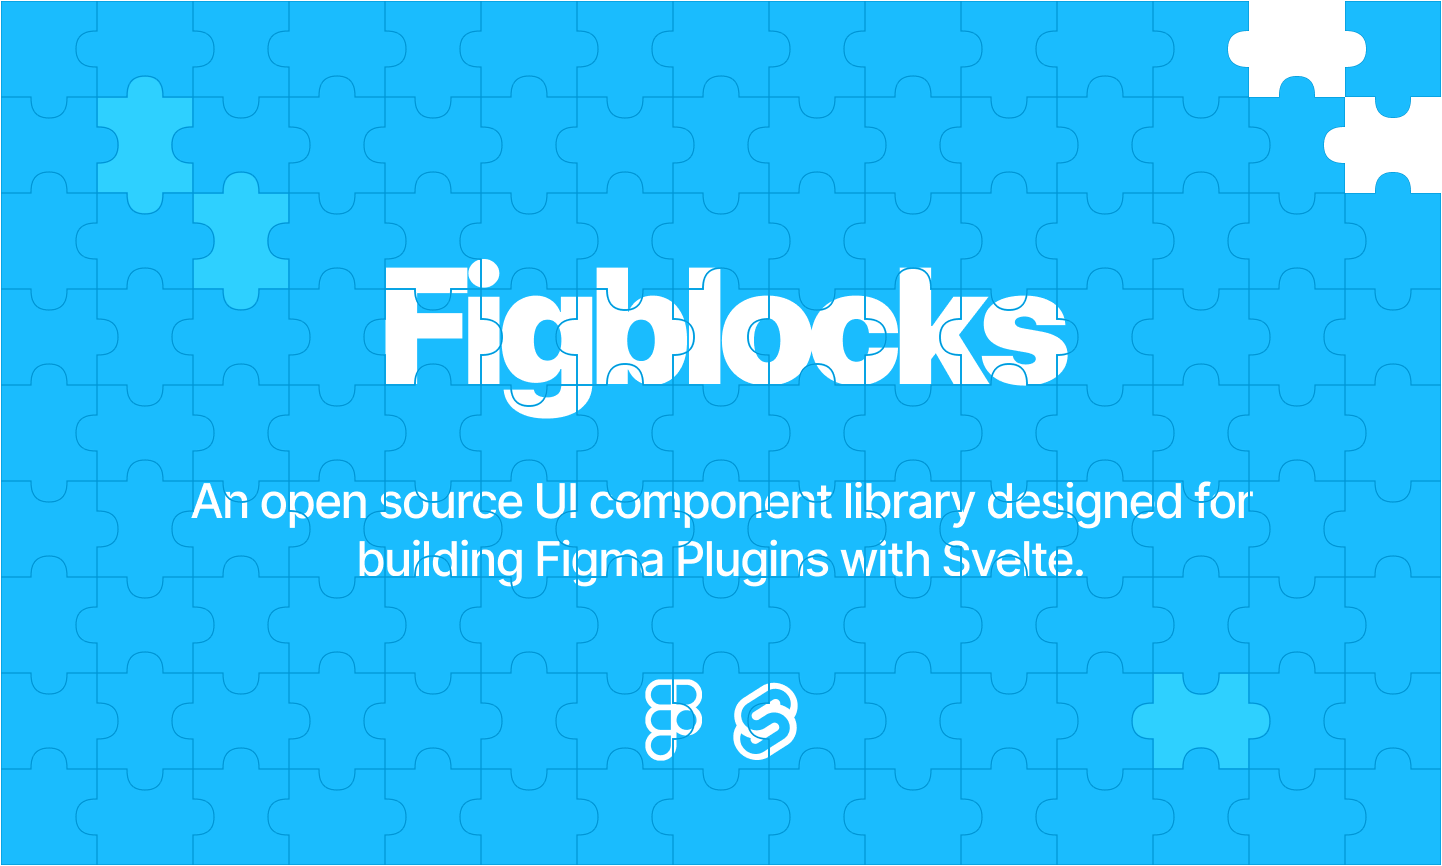 Figblocks
An open source UI component library designed for
building Figma Plugins with Svelte.